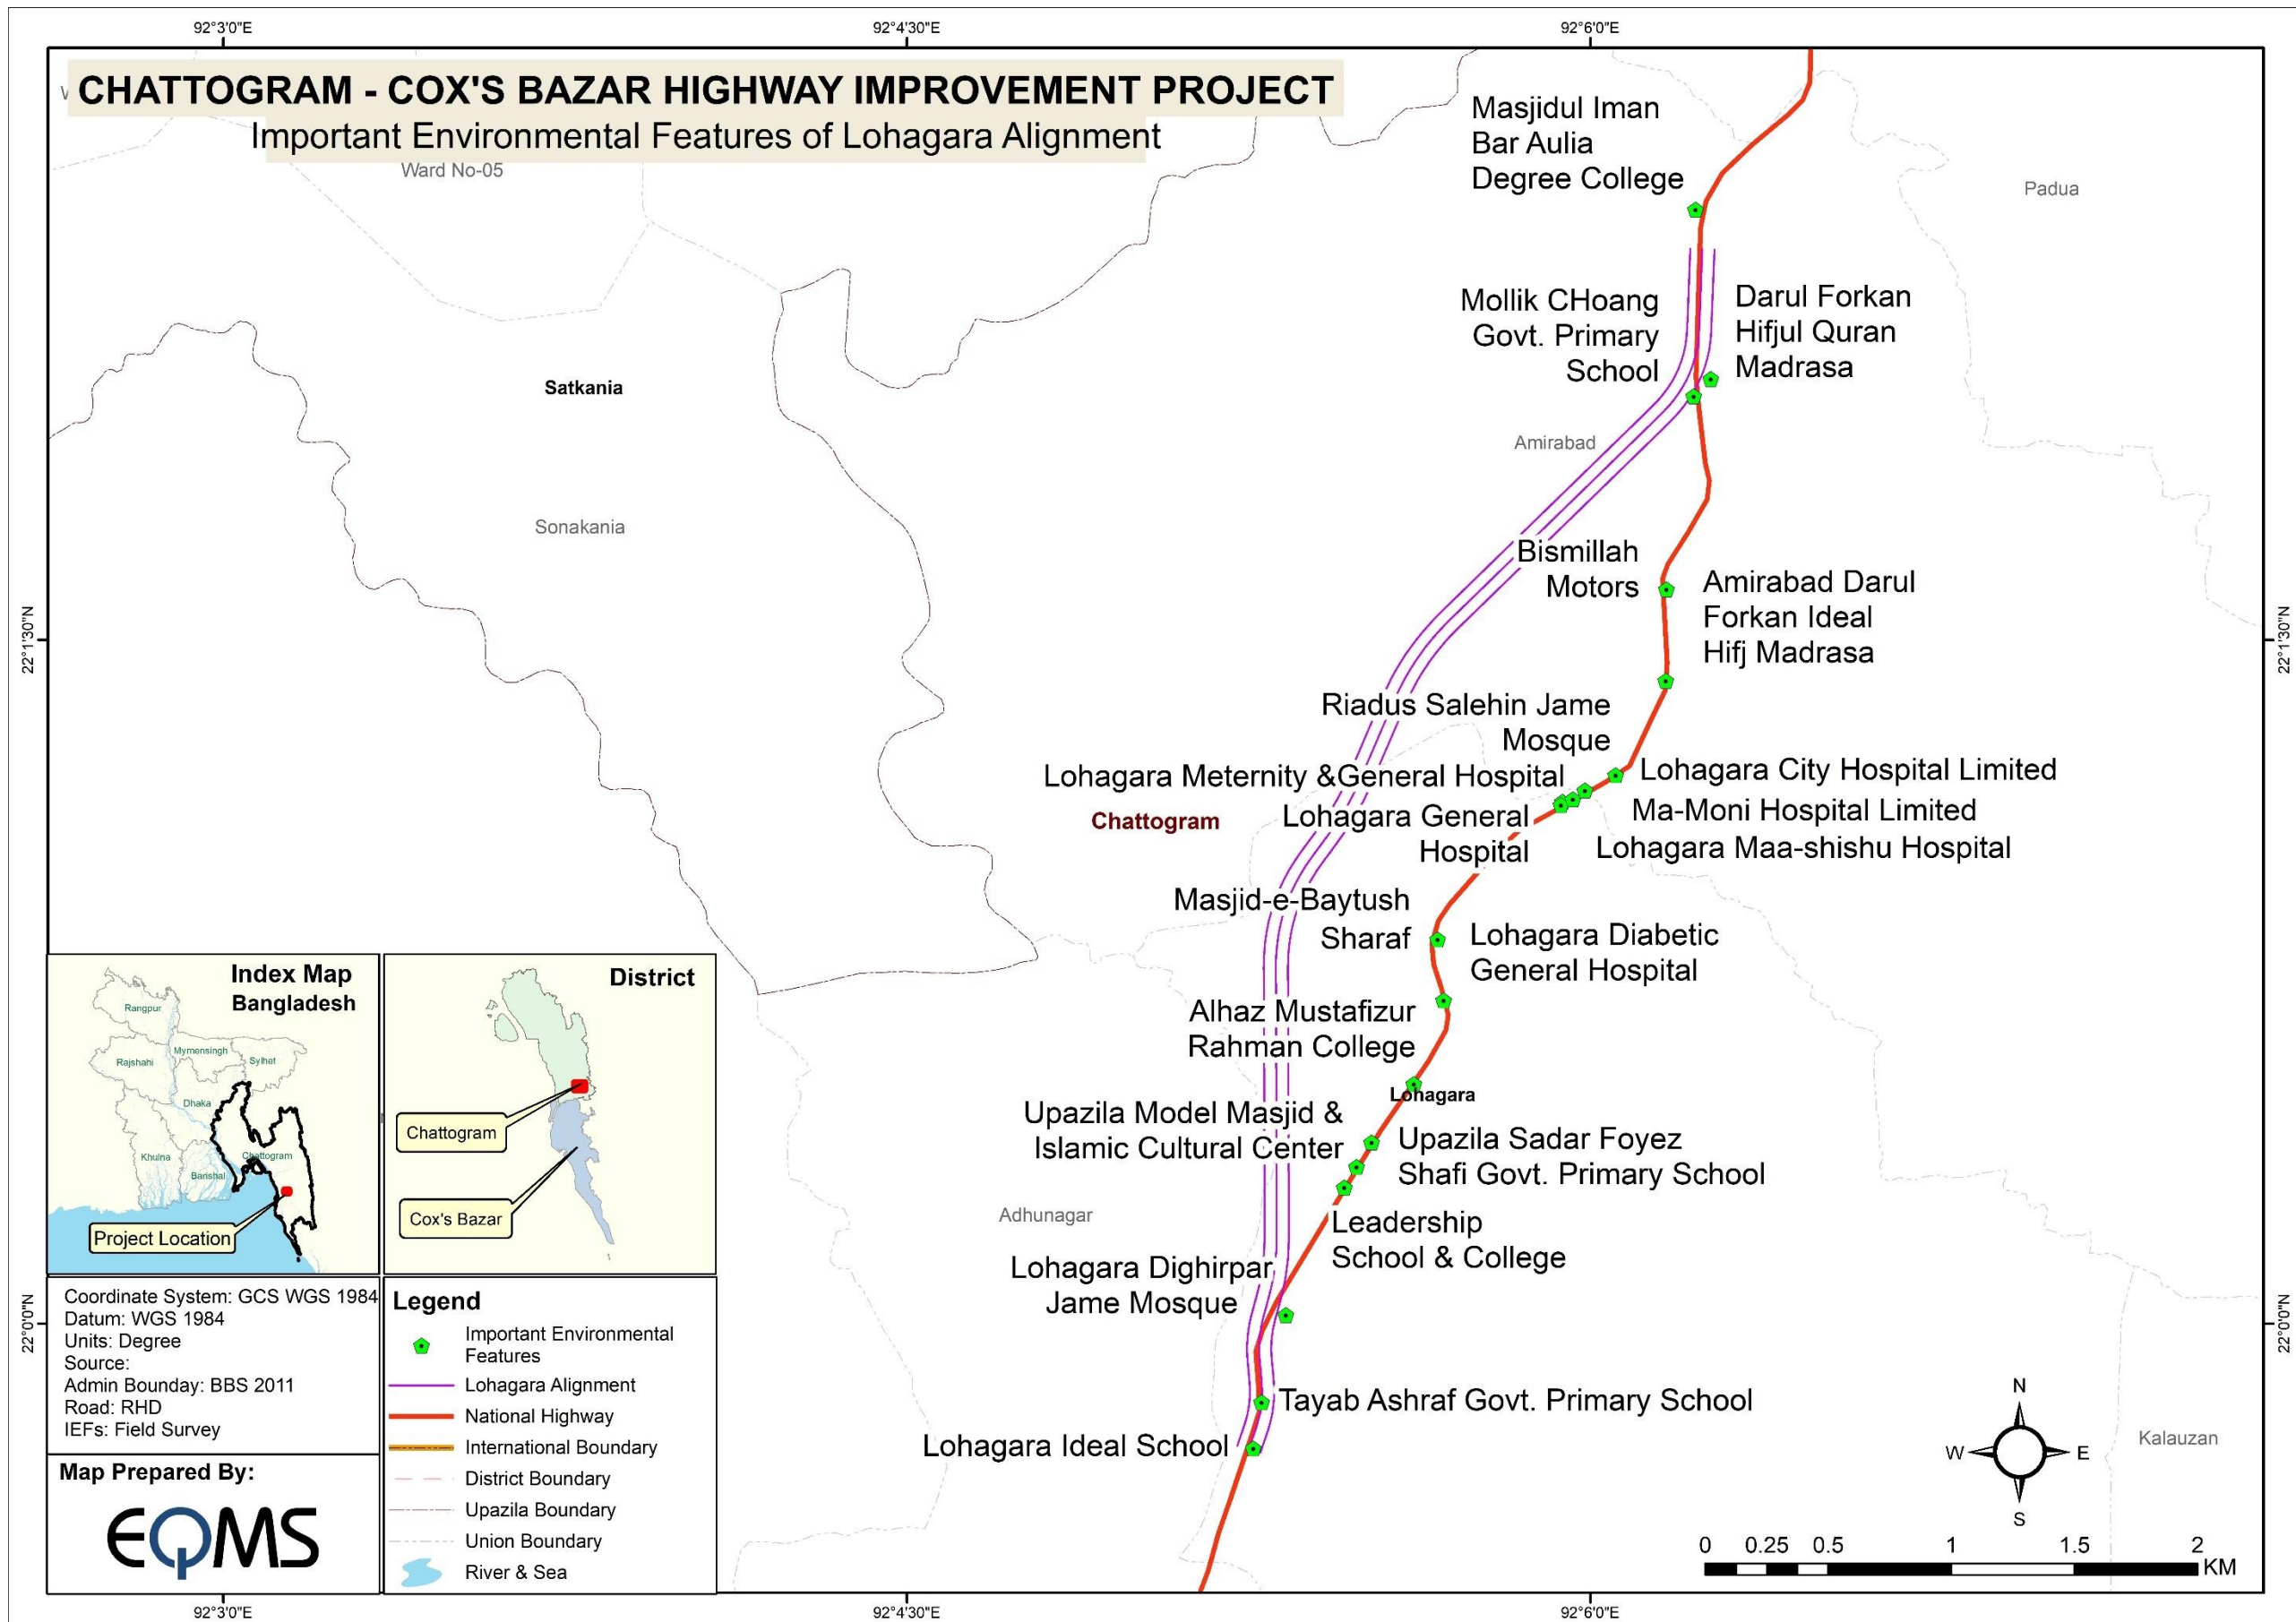 92°3'0"E
92°4'30"E
92°6'0"E
CHATTOGRAM - COX'S BAZAR HIGHWAY IMPROVEMENT PROJECT
Important Environmental Features of Lohagara Alignment
Ward No-05
Masjidul Iman
Bar Aulia
Degree College
Padua
Mollik CHoang
Govt. Primary
School
Darul Forkan
Hifjul Quran
Madrasa
Satkania
Amirabad
Sonakania
Bismillah
Motors
Amirabad Darul
Forkan Ideal
Hifj Madrasa
22°1'30"N
22°1'30"N
Riadus Salehin Jame
Mosque
Lohagara Meternity &General Hospital
Lohagara City Hospital Limited
Chattogram
Lohagara General
Hospital
Ma-Moni Hospital Limited
Lohagara Maa-shishu Hospital
Masjid-e-Baytush
Sharaf
Lohagara Diabetic
General Hospital
Alhaz Mustafizur
Rahman College
Lohagara
Upazila Model Masjid &
Islamic Cultural Center
Upazila Sadar Foyez
Shafi Govt. Primary School
Adhunagar
Leadership
School & College
Lohagara Dighirpar
Jame Mosque
22°0'0"N
22°0'0"N
Tayab Ashraf Govt. Primary School
Lohagara Ideal School
Kalauzan
Index Map
Bangladesh
Rangpur
Rajshahi
Mymensingh
Sylhet
Dhaka
Khulna
Barishal
Chattogram
Project Location
District
Chattogram
Cox's Bazar
Coordinate System: GCS WGS 1984
Datum: WGS 1984
Units: Degree
Source:
Admin Bounday: BBS 2011
Road: RHD
IEFs: Field Survey
Map Prepared By:
EQMS
Legend
Important Environmental
Features
Lohagara Alignment
National Highway
International Boundary
District Boundary
Upazila Boundary
Union Boundary
River & Sea
N
W
E
S
0 0.25 0.5 1 1.5 2
KM
92°3'0"E
92°4'30"E
92°6'0"E